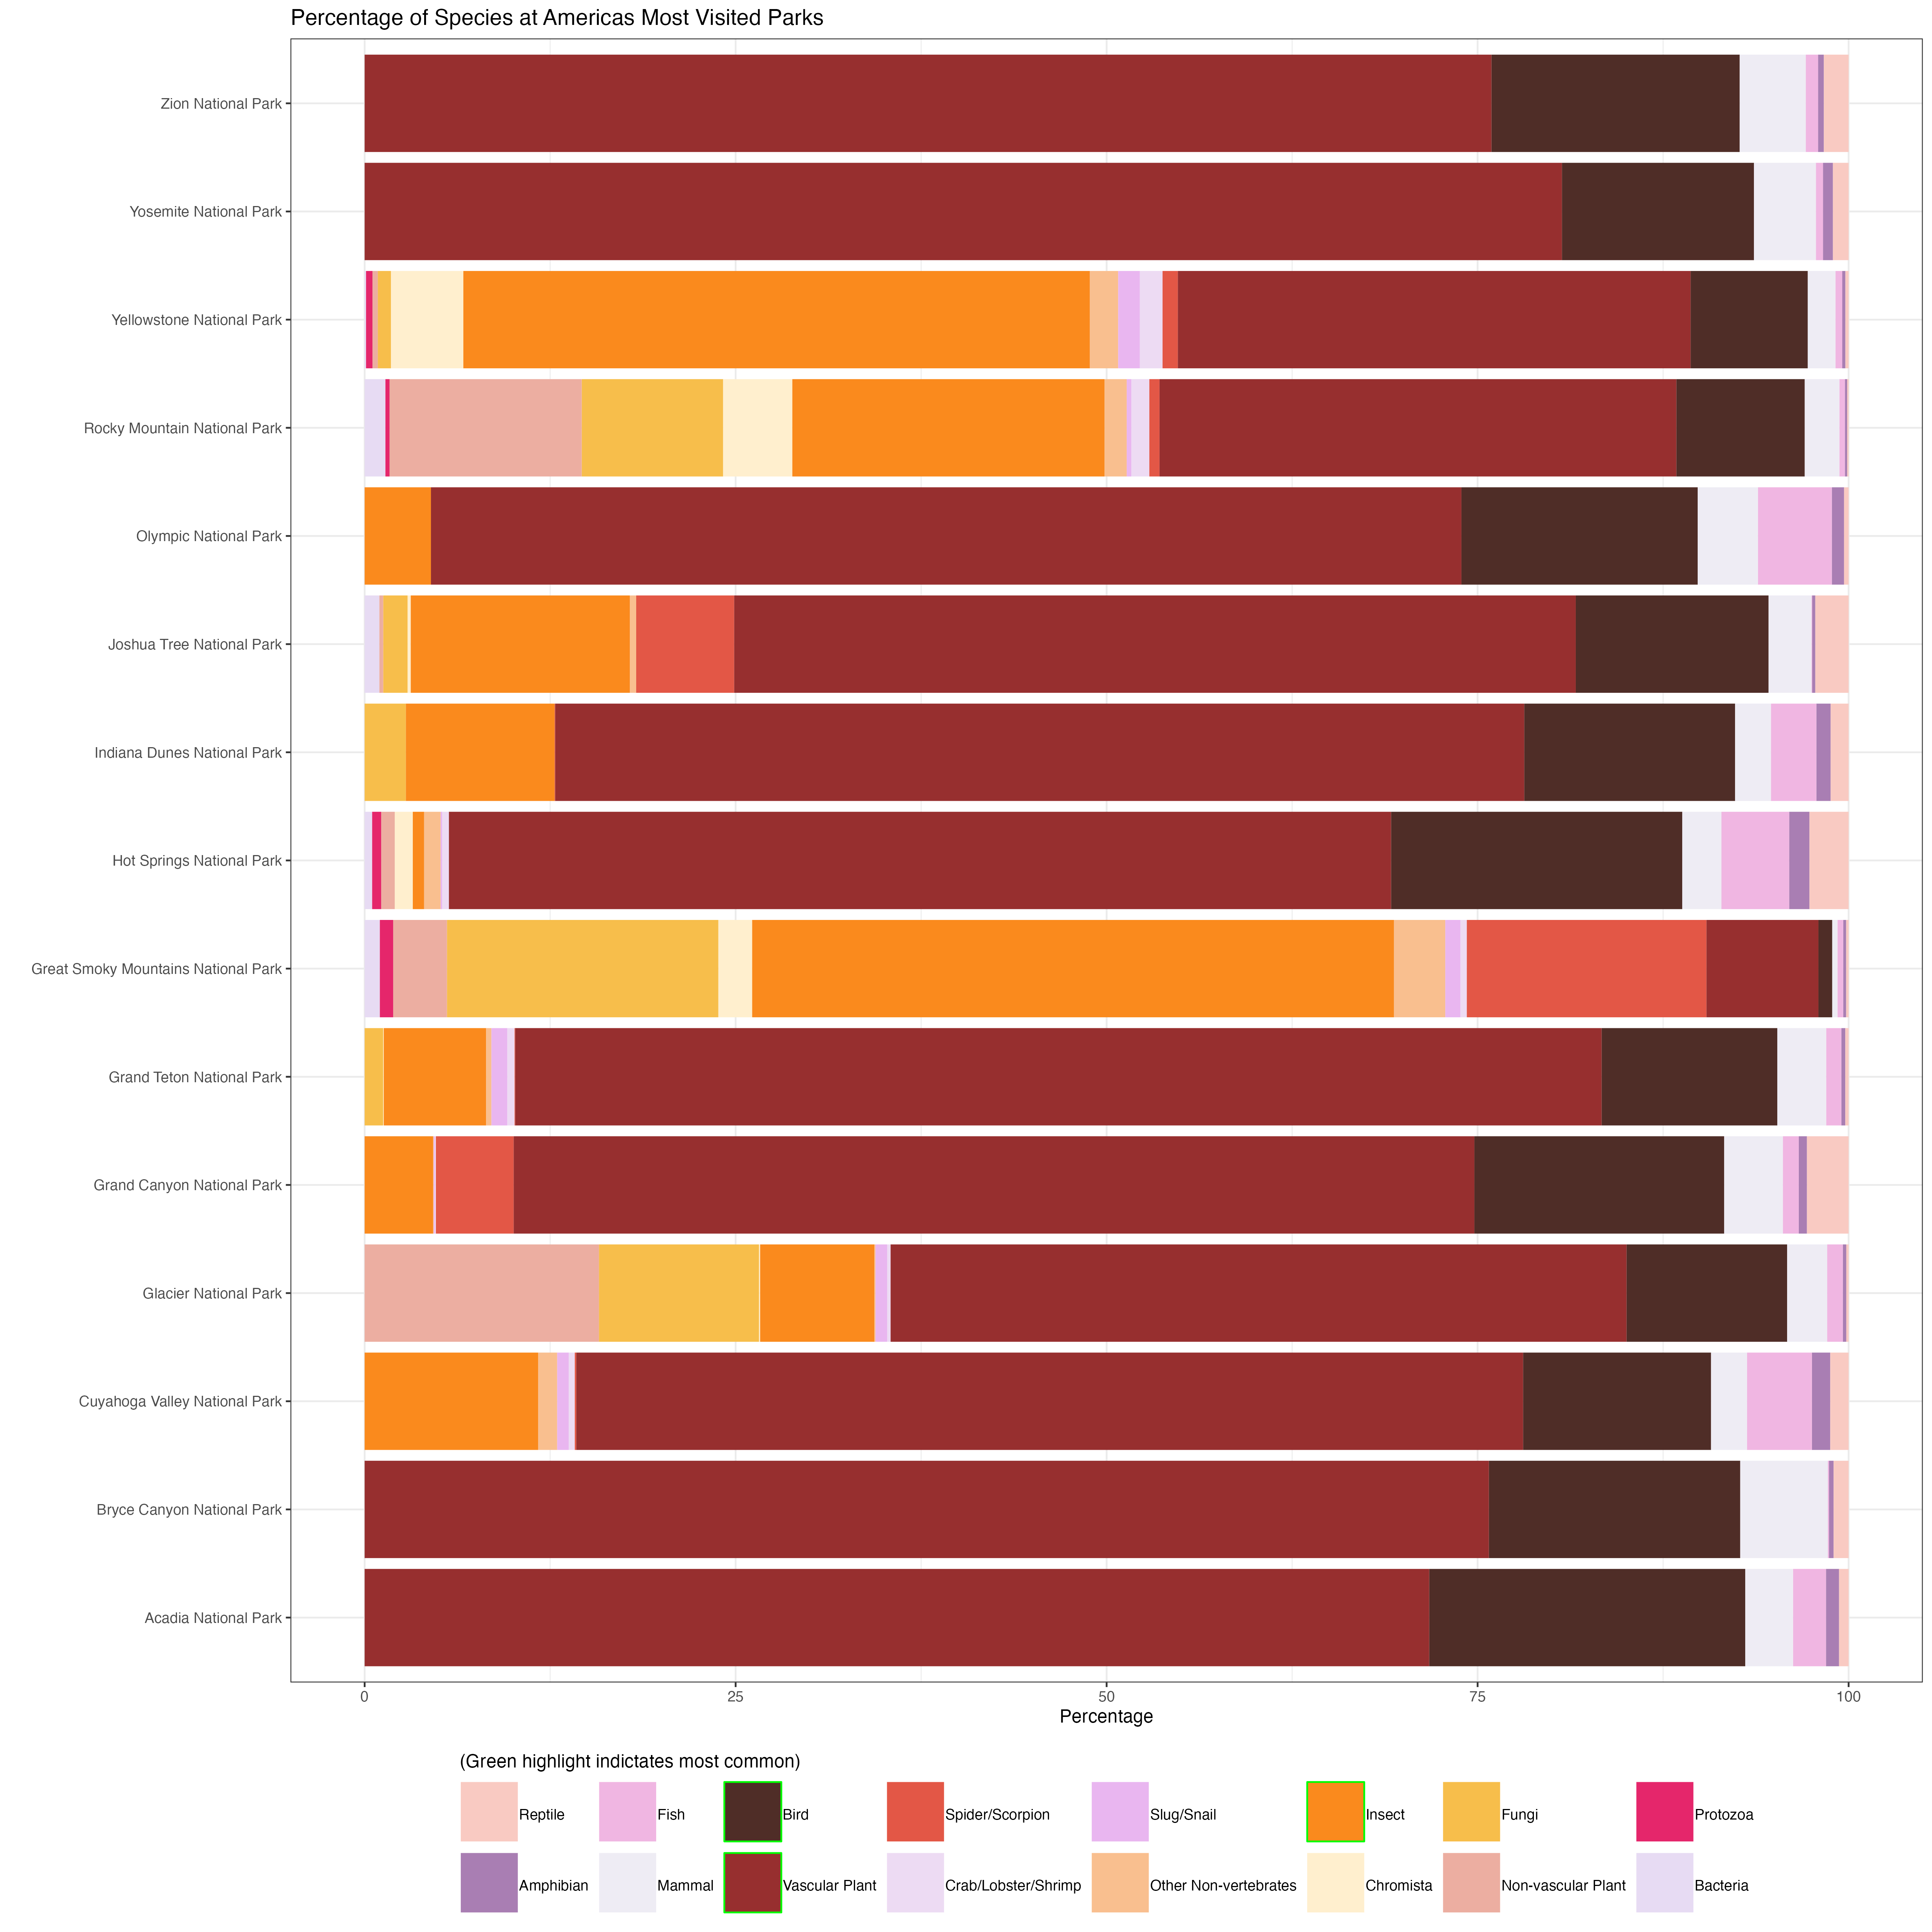 Percentage of Species at Americas Most Visited Parks
Zion National Park
Yosemite National Park
Yellowstone National Park
Rocky Mountain National Park
Olympic National Park
Joshua Tree National Park
Indiana Dunes National Park
Hot Springs National Park
Great Smoky Mountains National Park
Grand Teton National Park
Grand Canyon National Park
Glacier National Park
Cuyahoga Valley National Park
Bryce Canyon National Park
Acadia National Park
0 25 50 75 100
Percentage
(Green highlight indictates most common)
Reptile Fish Bird Spider/Scorpion Slug/Snail Insect Fungi Protozoa
Amphibian Mammal Vascular Plant Crab/Lobster/Shrimp Other Non-vertebrates Chromista Non-vascular Plant Bacteria